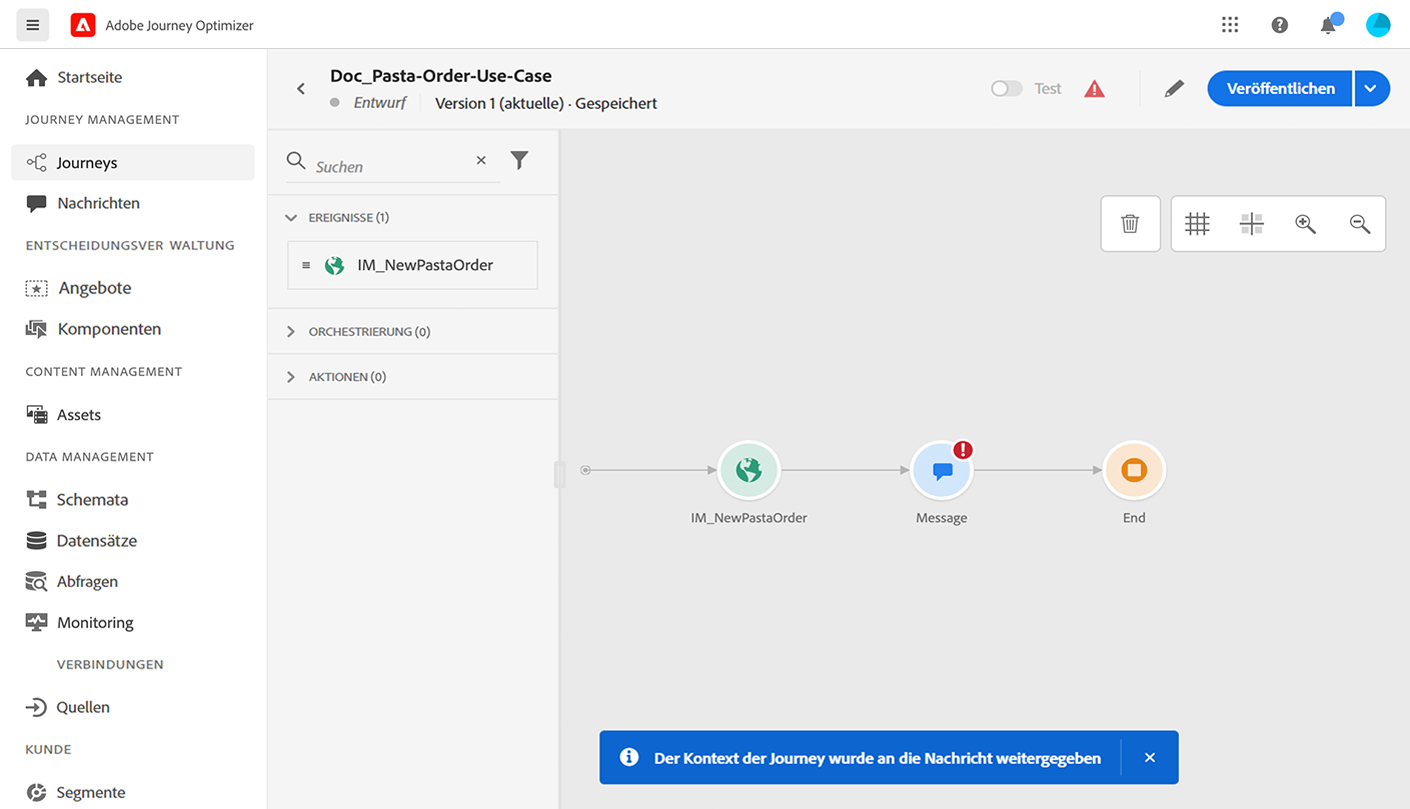 Adobe Journey Optimizer
Startseite
JOURNEY MANAGEMENT
Journeys
Nachrichten
ENTSCHEIDUNGSVER WALTUNG
Angebote
Komponenten
CONTENT MANAGEMENT
Assets
DATA MANAGEMENT
Schemata
Datensätze
Abfragen
Monitoring
VERBINDUNGEN
Quellen
KUNDE
Segmente
Doc_Pasta-Order-Use-Case
Entwurf
Version 1 (aktuelle) · Gespeichert
Test
Veröffentlichen
Suchen
EREIGNISSE (1)
IM_NewPastaOrder
ORCHESTRIERUNG (0)
AKTIONEN (0)
IM_NewPastaOrder
Message
End
Der Kontext der Journey wurde an die Nachricht weitergegeben